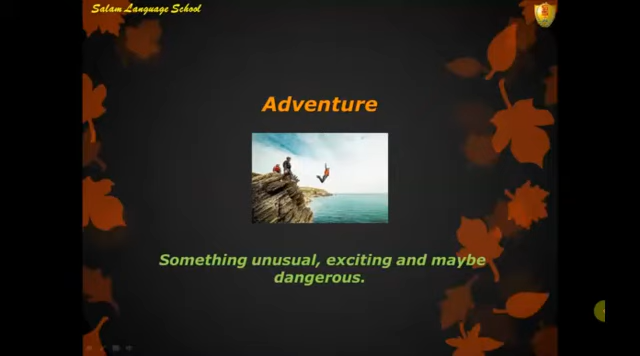 Salam Language School
Adventure
Something unusual, exciting and maybe
dangerous.